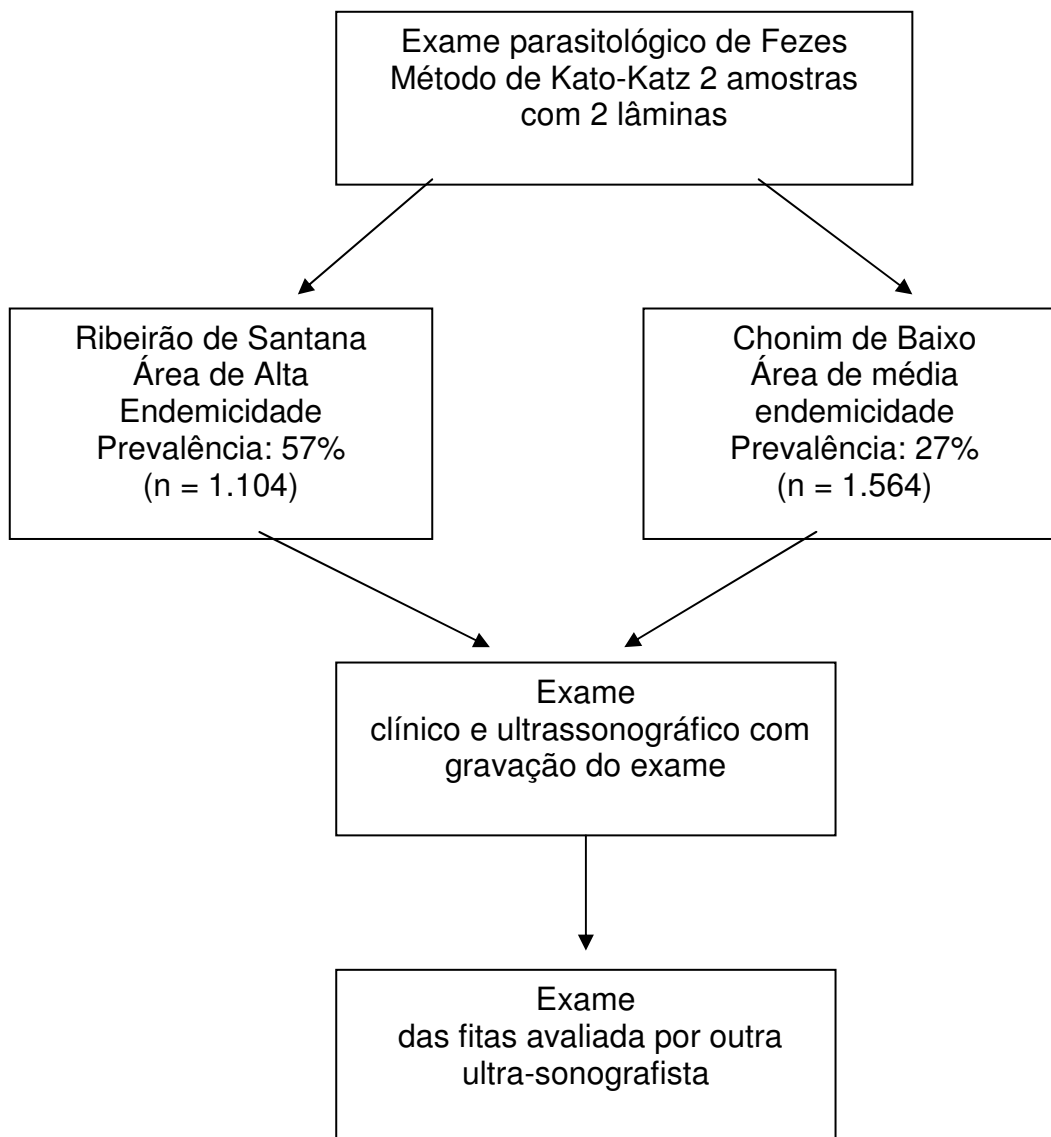 Exame parasitológico de Fezes
Método de Kato-Katz 2 amostras
com 2 lâminas
Ribeirão de Santana
Área de Alta
Endemicidade
Prevalência: 57%
(n = 1.104)
Chonim de Baixo
Área de média
endemicidade
Prevalência: 27%
(n = 1.564)
Exame
clínico e ultrassonográfico com
gravação do exame
Exame
das fitas avaliada por outra
ultra-sonografista